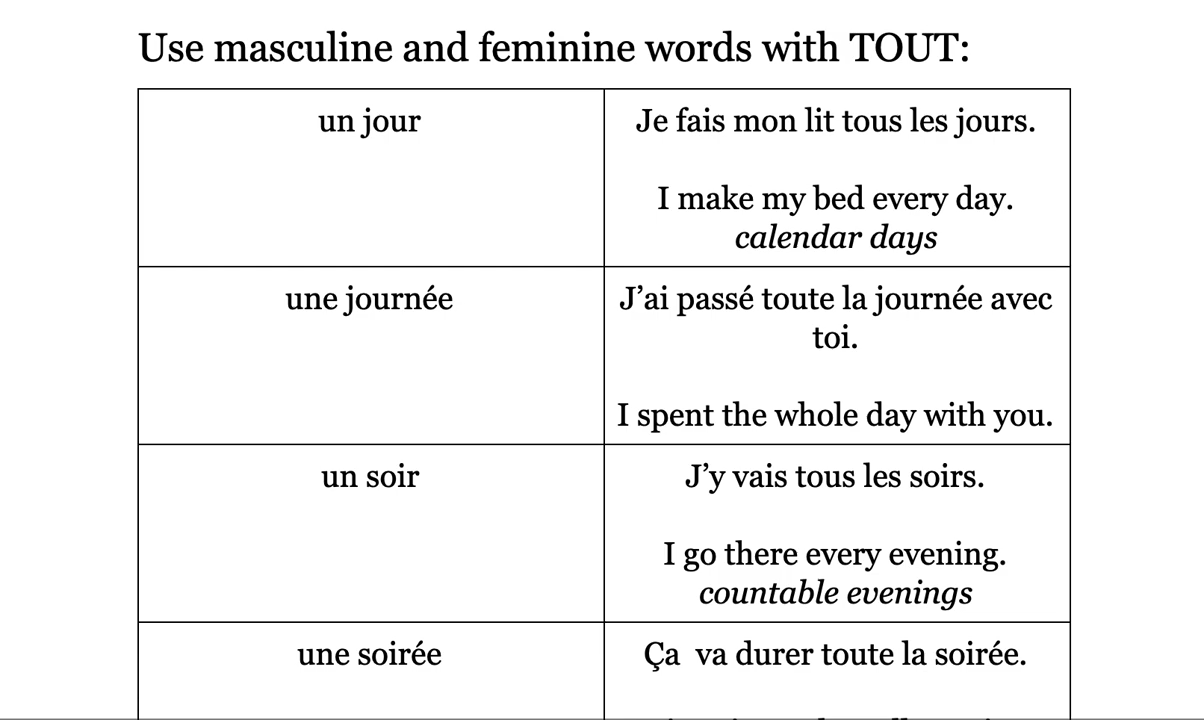 Use masculine and feminine words with TOUT:
un jour
Je fais mon lit tous les jours.
I make my bed every day.
calendar days
une journée
J’ai passé toute la journée avec
toi.
I spent the whole day with you.
un soir
J’y vais tous les soirs.
I go there every evening.
countable evenings
une soirée
Ça  va durer toute la soirée.